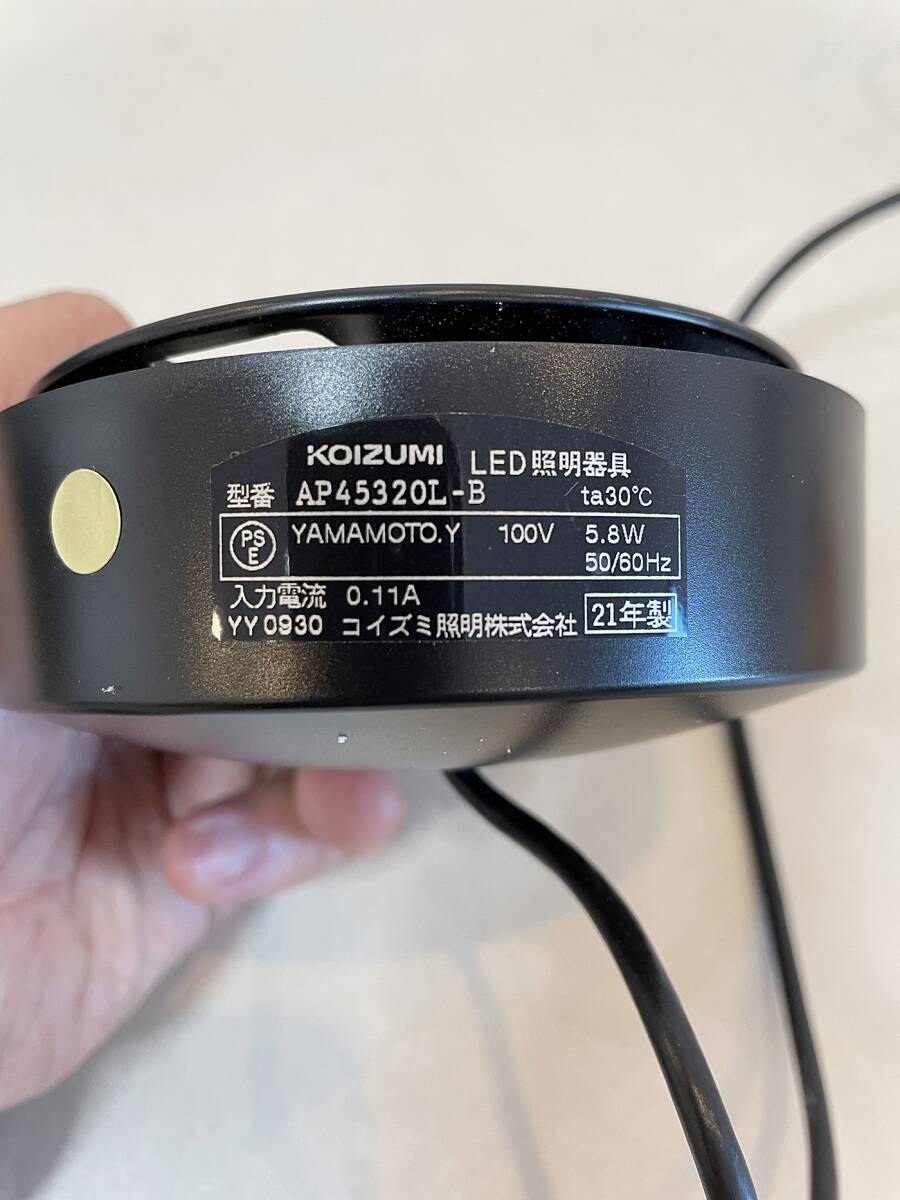 KOIZUMI LED照明器具
型番 AP45320L-B ta30℃
PSE YAMAMOTO.Y 100V 5.8W
50/60Hz
入力電流 0.11A
YY0930 コイズミ照明株式会社 21年製